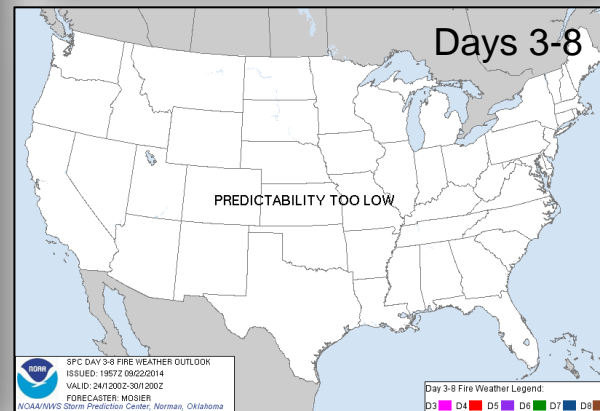 Days 3-8
PREDICTABILITY TOO LOW
NOAA
SPC DAY 3-8 FIRE WEATHER OUTLOOK
ISSUED: 1957Z 09/22/2014
VALID: 24/1200Z-30/1200Z
FORECASTER: MOSIER
NOAA/NWS Storm Prediction Center, Norman, Oklahoma
Day 3-8 Fire Weather Legend:
D3 D4 D5 D6 D7 D8